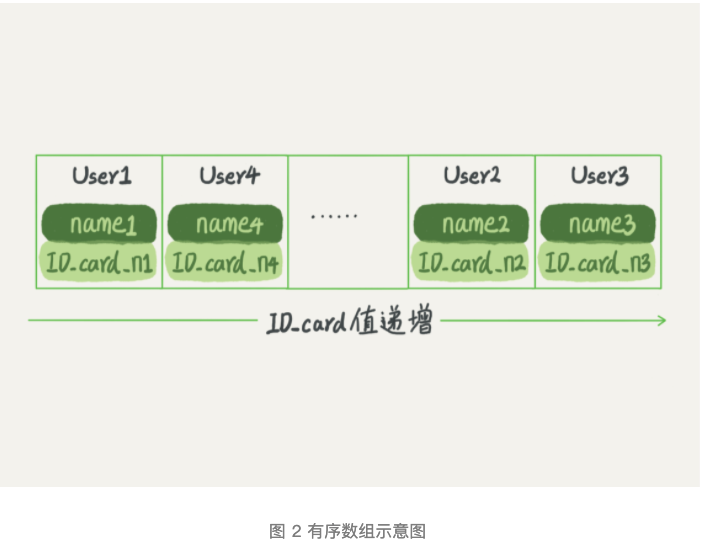 User1 User4 User2 User3
name1 name4 …… name2 name3
ID_card_n1 ID_card_n4 ID_card_n2 ID_card_n3
ID_card值递增
图 2 有序数组示意图